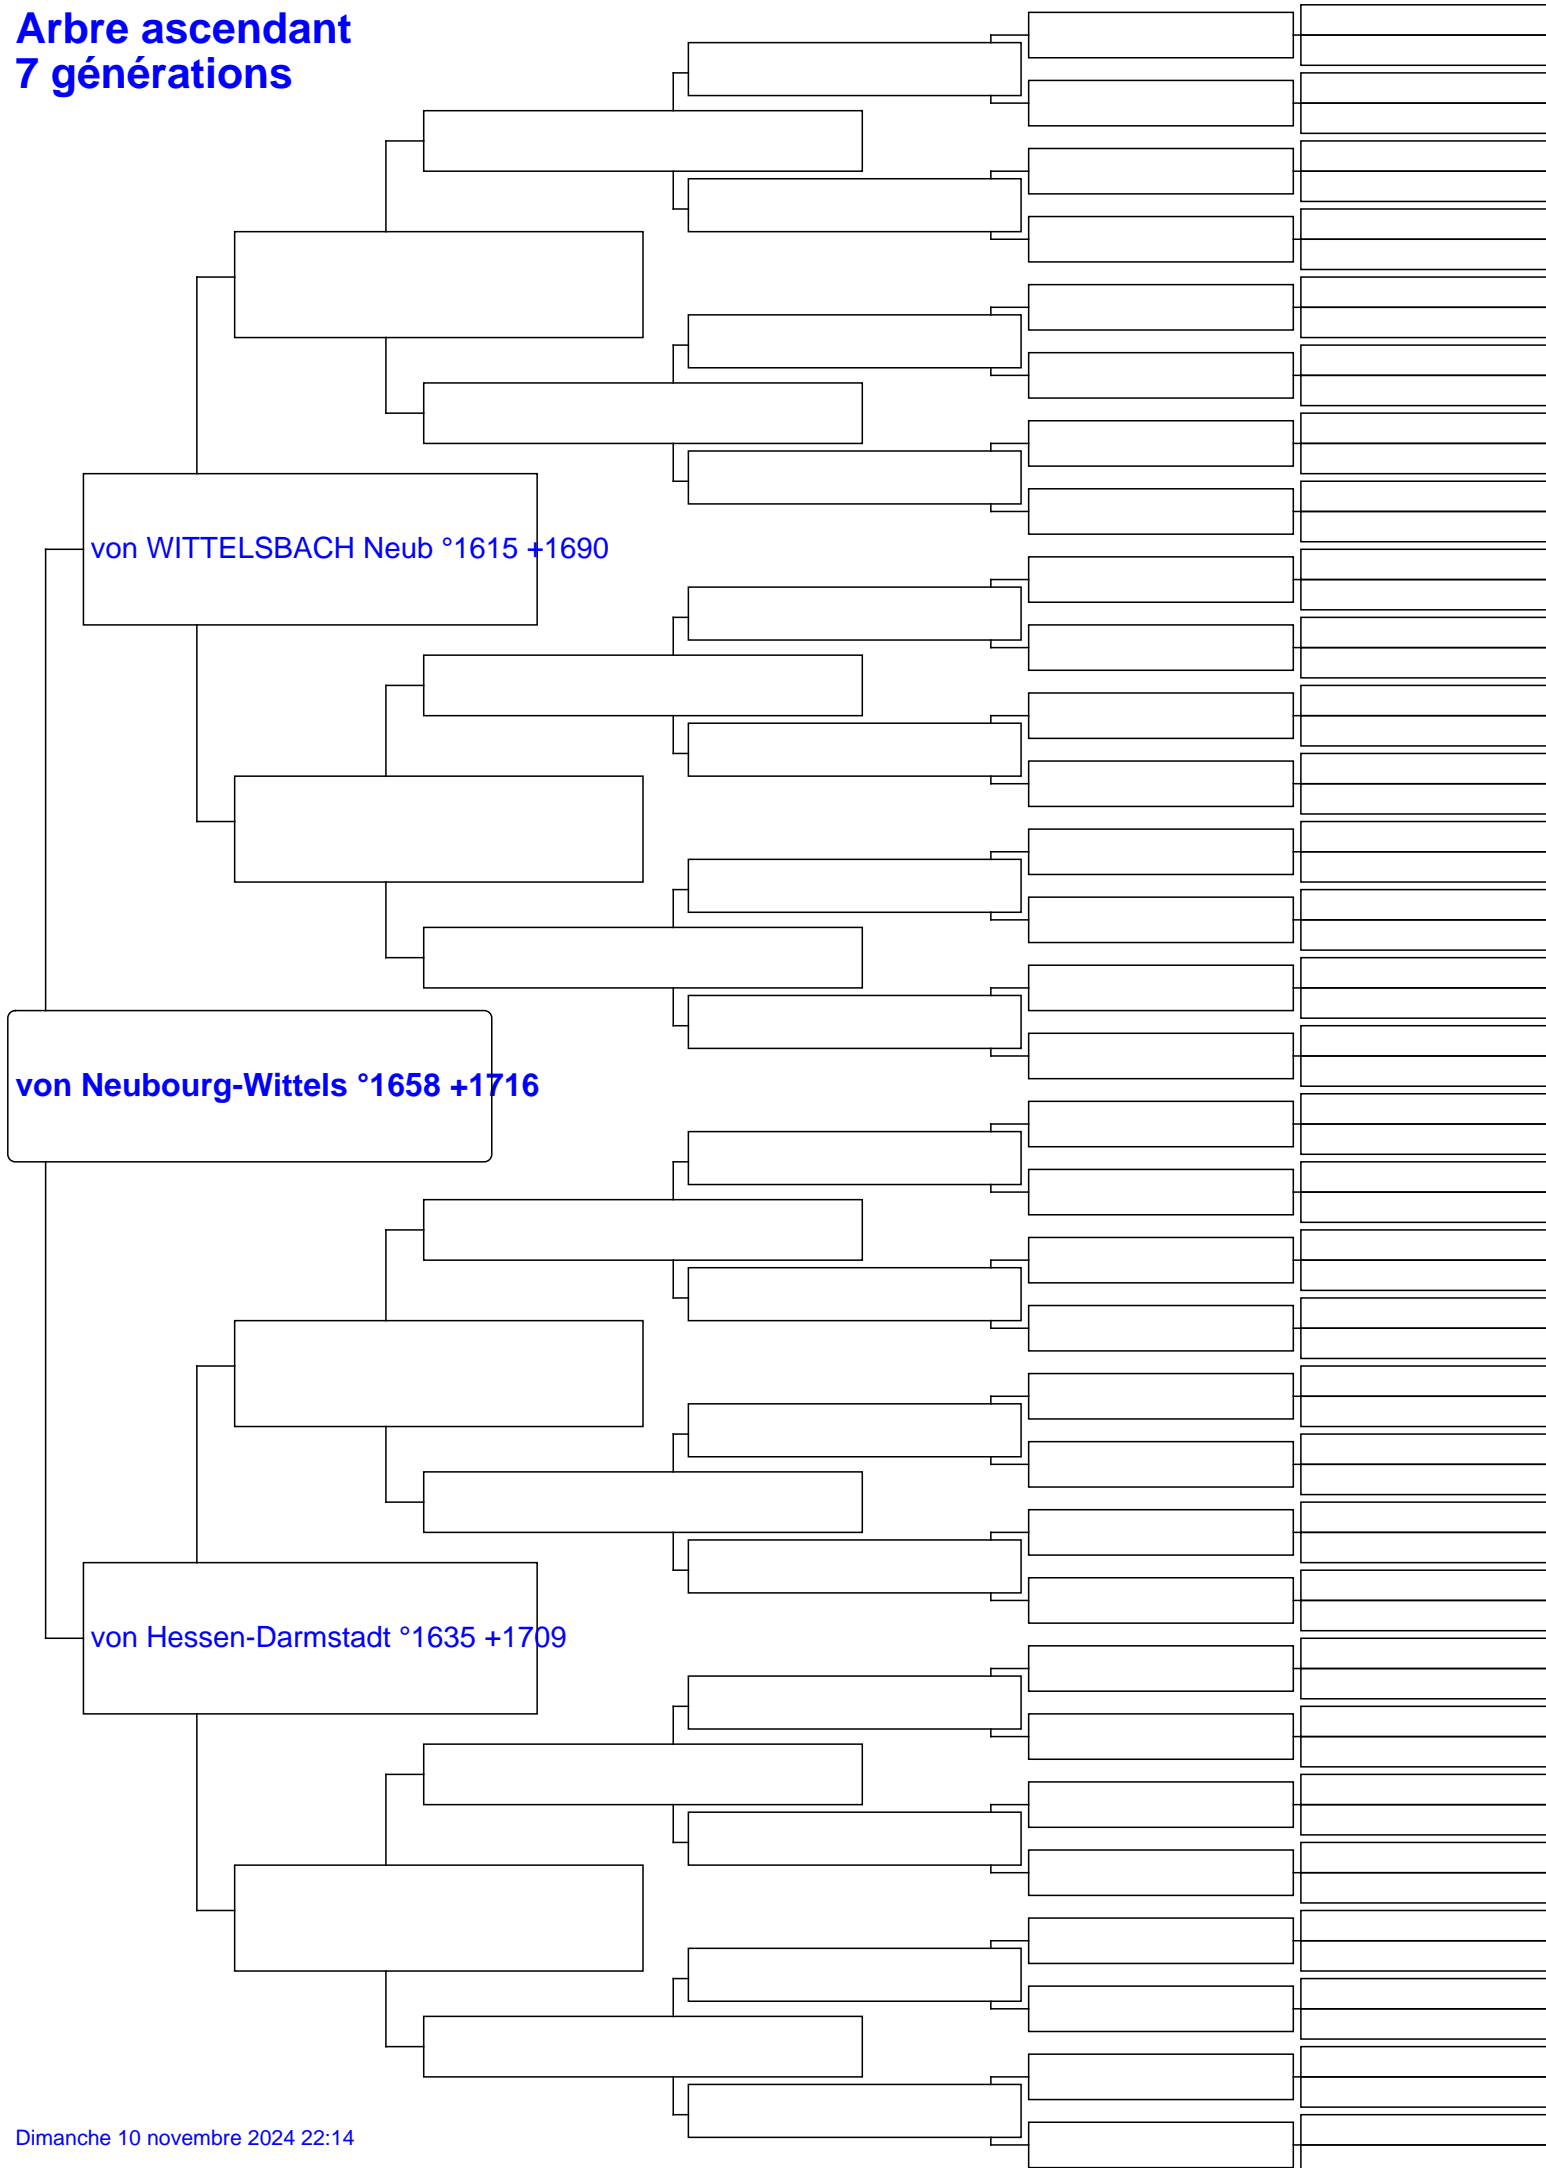 Arbre ascendant
7 générations
von WITTELSBACH Neub °1615 +1690
von Neubourg-Wittels °1658 +1716
von Hessen-Darmstadt °1635 +1709
Dimanche 10 novembre 2024 22:14